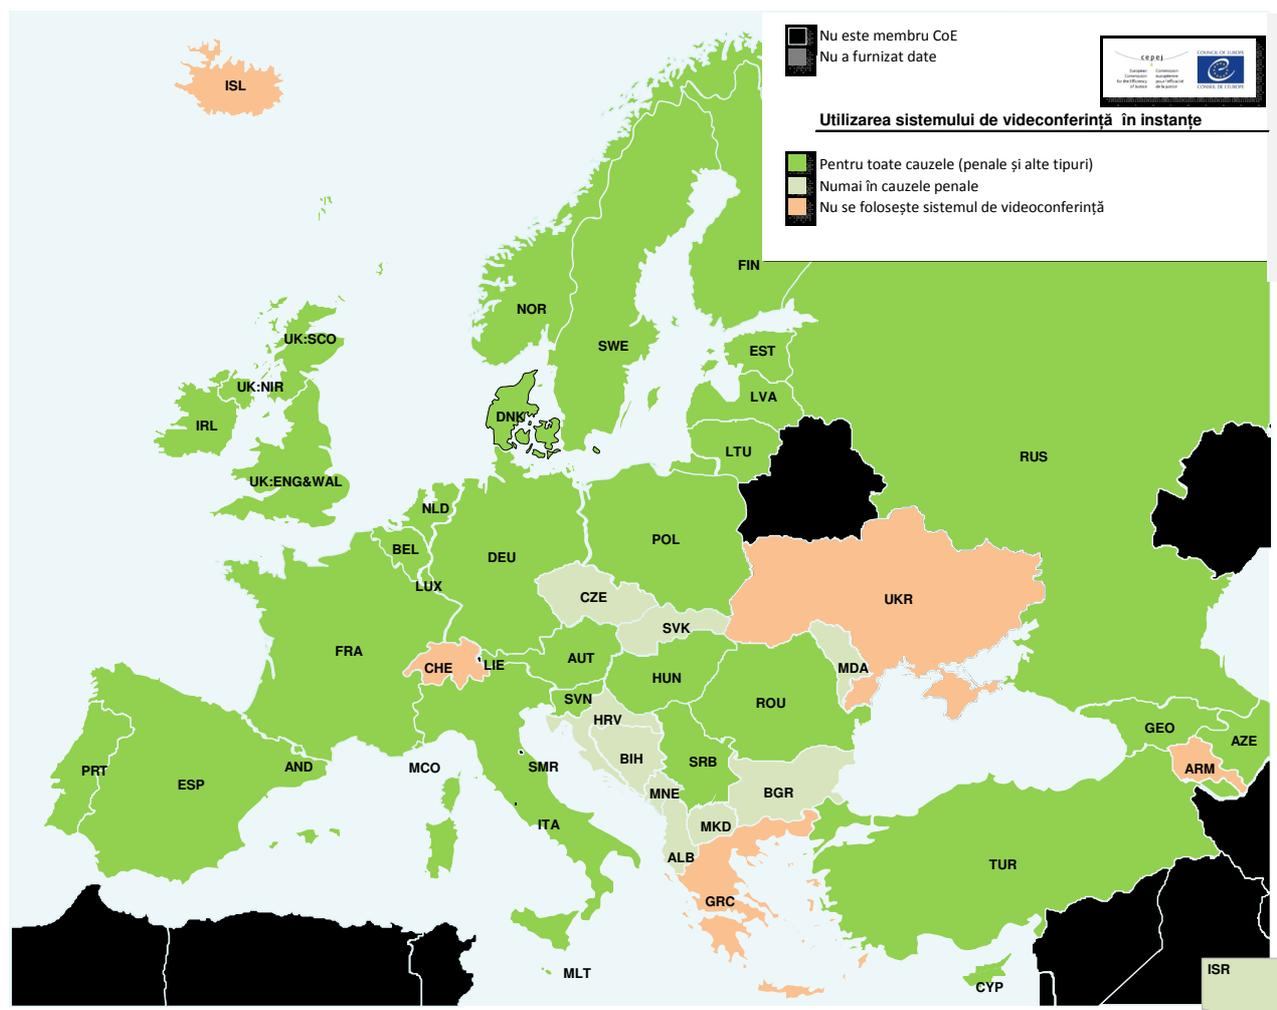 Nu este membru CoE
Nu a furnizat date
cepej
COUNCIL OF EUROPE
CONSEIL DE L'EUROPE
Utilizarea sistemului de vidconferință în instanțe
Pentru toate cauzele (penale și alte tipuri)
Numai în cauzele penale
Nu se folosește sistemul de videoconferință
ISL
FIN
NOR
UK:SCO
SWE
EST
UK:NIR
LVA
DNK
IRL
LTU
RUS
UK:ENG&WAL
NLD
POL
BEL
DEU
LUX
CZE
UKR
SVK
FRA
AUT
LIE
CHE
MDA
HUN
SVN
ROU
HRV
GEO
AZE
BIH
SRB
AND
MCO
SMR
ARM
PRT
ESP
MNE
BGR
ITA
MKD
ALB
TUR
GRC
ISR
MLT
CYP